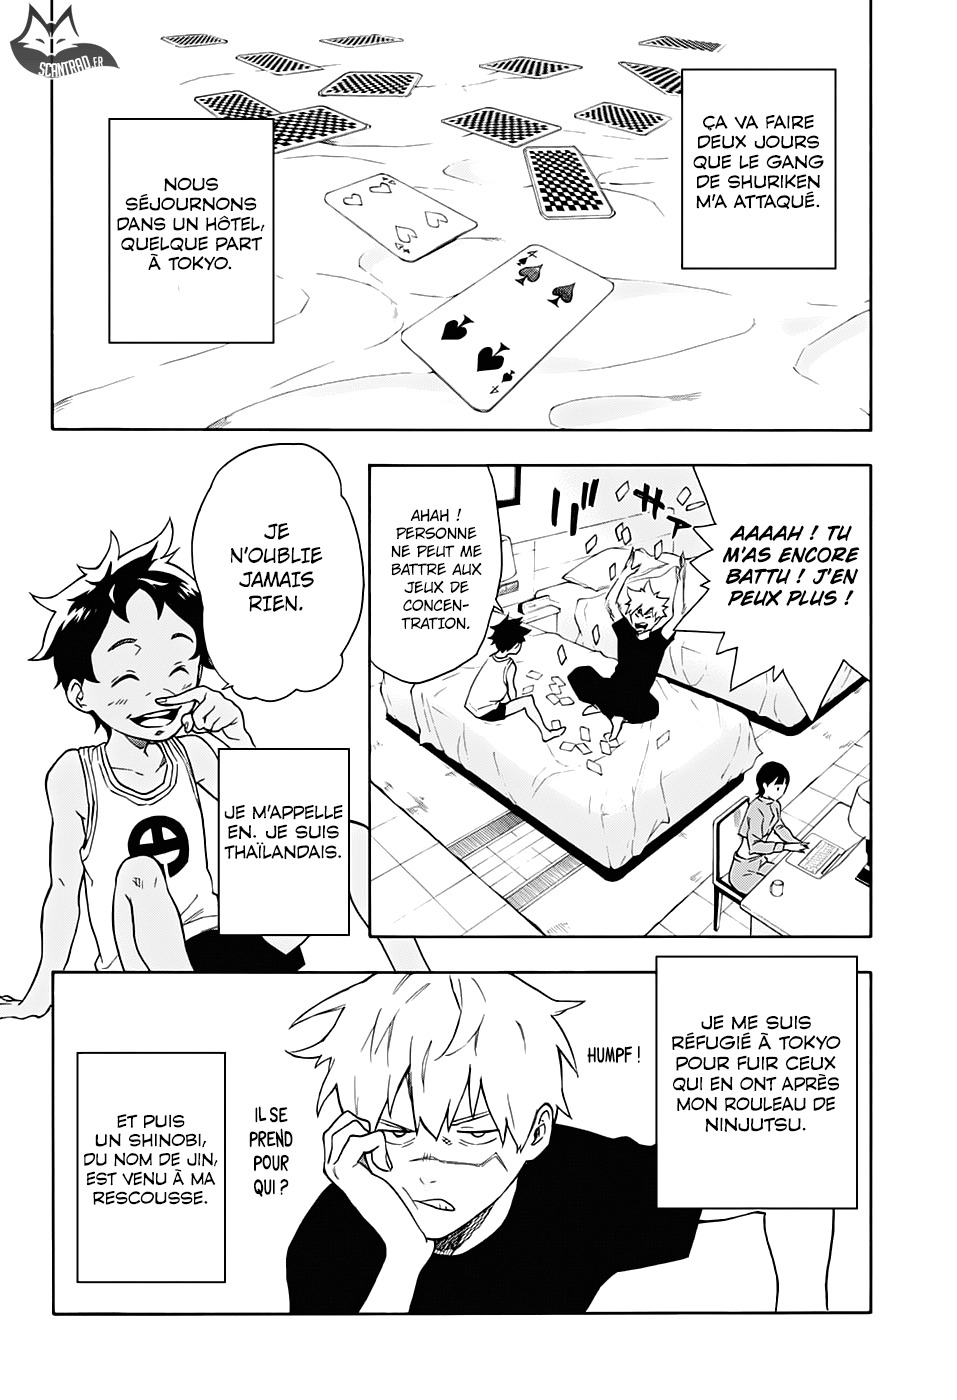 SCANTRAD.FR
ÇA VA FAIRE
DEUX JOURS
QUE LE GANG
DE SHURIKEN
M'A ATTAQUÉ.
NOUS
SÉJOURNONS
DANS UN HÔTEL,
QUELQUE PART
À TOKYO.
4
4
AAAAH ! TU
M'AS ENCORE
BATTU ! J'EN
PEUX PLUS !
AHAH !
PERSONNE
NE PEUT ME
BATTRE AUX
JEUX DE
CONCEN-
TRATION.
JE
N'OUBLIE
JAMAIS
RIEN.
JE M'APPELLE
EN. JE SUIS
THAÏLANDAIS.
JE ME SUIS
RÉFUGIÉ À TOKYO
POUR FUIR CEUX
QUI EN ONT APRÈS
MON ROULEAU DE
NINJUTSU.
HUMPF !
IL SE
PREND
POUR
QUI ?
ET PUIS
UN SHINOBI,
DU NOM DE JIN,
EST VENU À MA
RESCOUSSE.